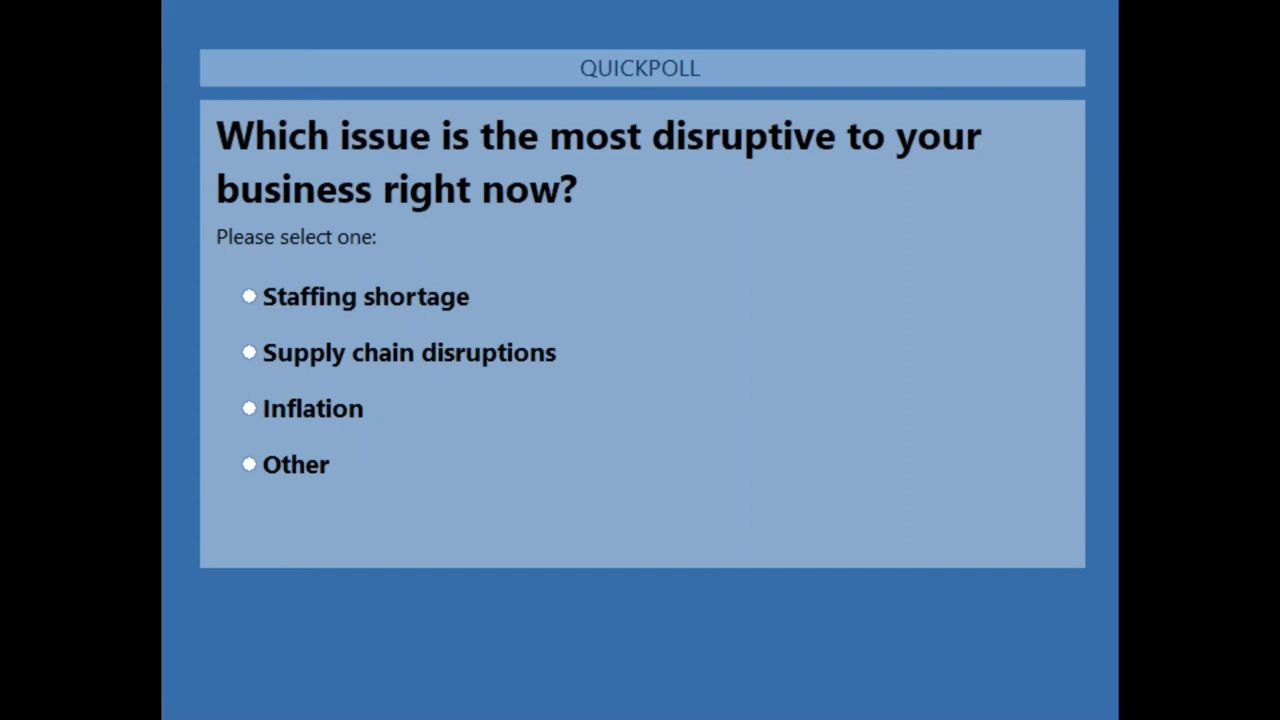 QUICKPOLL
Which issue is the most disruptive to your
business right now?
Please select one:
Staffing shortage
Supply chain disruptions
Inflation
Other